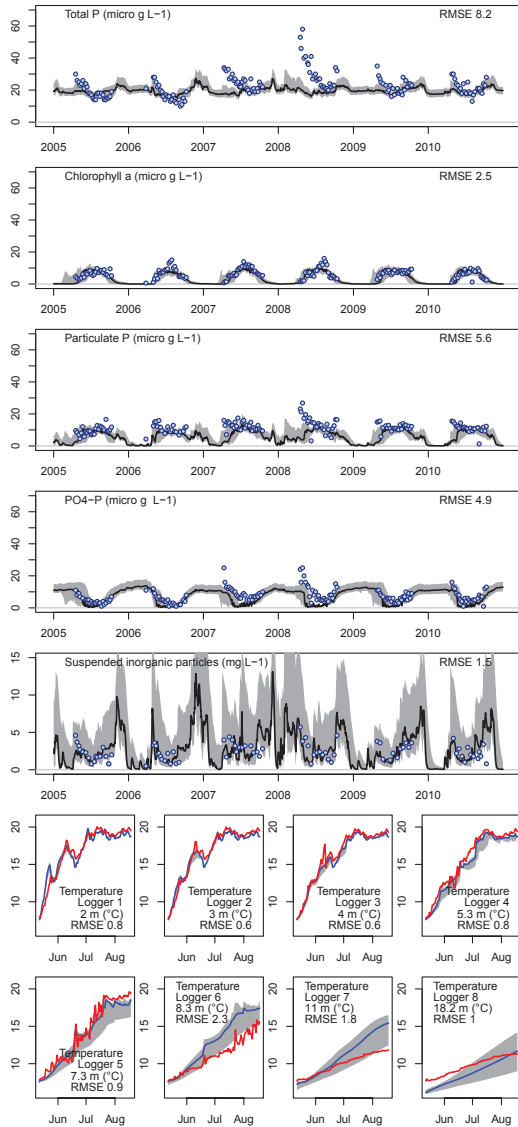 Total P (micro g L−1) RMSE 8.2
0 20 40 60
2005 2006 2007 2008 2009 2010
Chlorophyll a (micro g L−1) RMSE 2.5
0 20 40 60
2005 2006 2007 2008 2009 2010
Particulate P (micro g L−1) RMSE 5.6
0 20 40 60
2005 2006 2007 2008 2009 2010
PO4−P (micro g L−1) RMSE 4.9
0 20 40 60
2005 2006 2007 2008 2009 2010
Suspended inorganic particles (mg L−1) RMSE 1.5
0 5 10 15
2005 2006 2007 2008 2009 2010
10 15 20
Temperature
Logger 1
2 m (°C)
RMSE 0.8
Jun Jul Aug
10 15 20
Temperature
Logger 2
3 m (°C)
RMSE 0.6
Jun Jul Aug
10 15 20
Temperature
Logger 3
4 m (°C)
RMSE 0.6
Jun Jul Aug
10 15 20
Temperature
Logger 4
5.3 m (°C)
RMSE 0.8
Jun Jul Aug
10 15 20
Temperature
Logger 5
7.3 m (°C)
RMSE 0.9
Jun Jul Aug
10 15 20
Temperature
Logger 6
8.3 m (°C)
RMSE 2.3
Jun Jul Aug
10 15 20
Temperature
Logger 7
11 m (°C)
RMSE 1.8
Jun Jul Aug
10 15 20
Temperature
Logger 8
18.2 m (°C)
RMSE 1
Jun Jul Aug